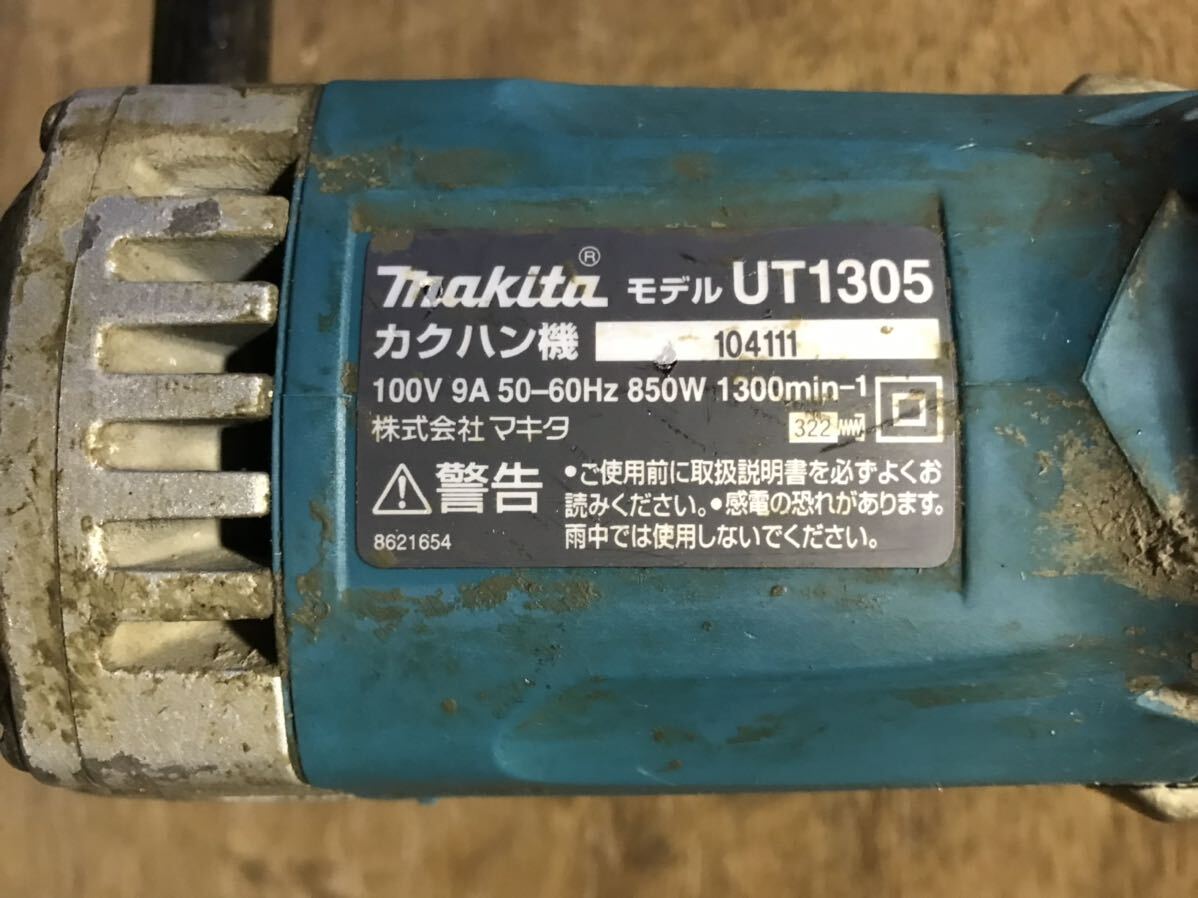 makita® モデル UT1305
カクハン機 104111
100V 9A 50–60Hz 850W 1300min-1
株式会社 マキタ 322
警告 •ご使用前に取扱説明書を必ずよくお
読みください。•感電の恐れがあります。
雨中では使用しないでください。
8621654